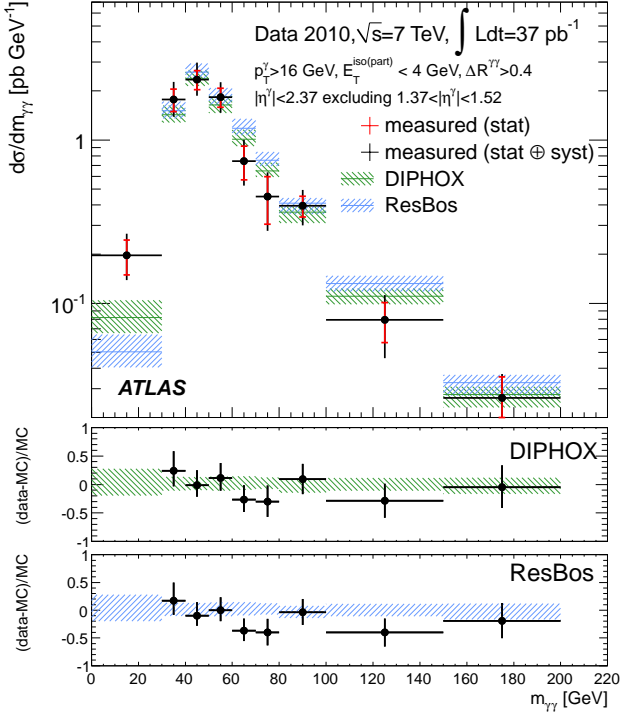 Data 2010, √s=7 TeV, ∫ Ldt=37 pb⁻¹
p_T^γ>16 GeV, E_T^iso(part) < 4 GeV, ΔR^γγ>0.4
|η^γ|<2.37 excluding 1.37<|η^γ|<1.52
measured (stat)
measured (stat ⊕ syst)
DIPHOX
ResBos
dσ/dm_γγ [pb GeV⁻¹]
1
10⁻¹
ATLAS
DIPHOX
(data-MC)/MC
1
0.5
0
-0.5
-1
ResBos
(data-MC)/MC
1
0.5
0
-0.5
-1
0 20 40 60 80 100 120 140 160 180 200 220
m_γγ [GeV]